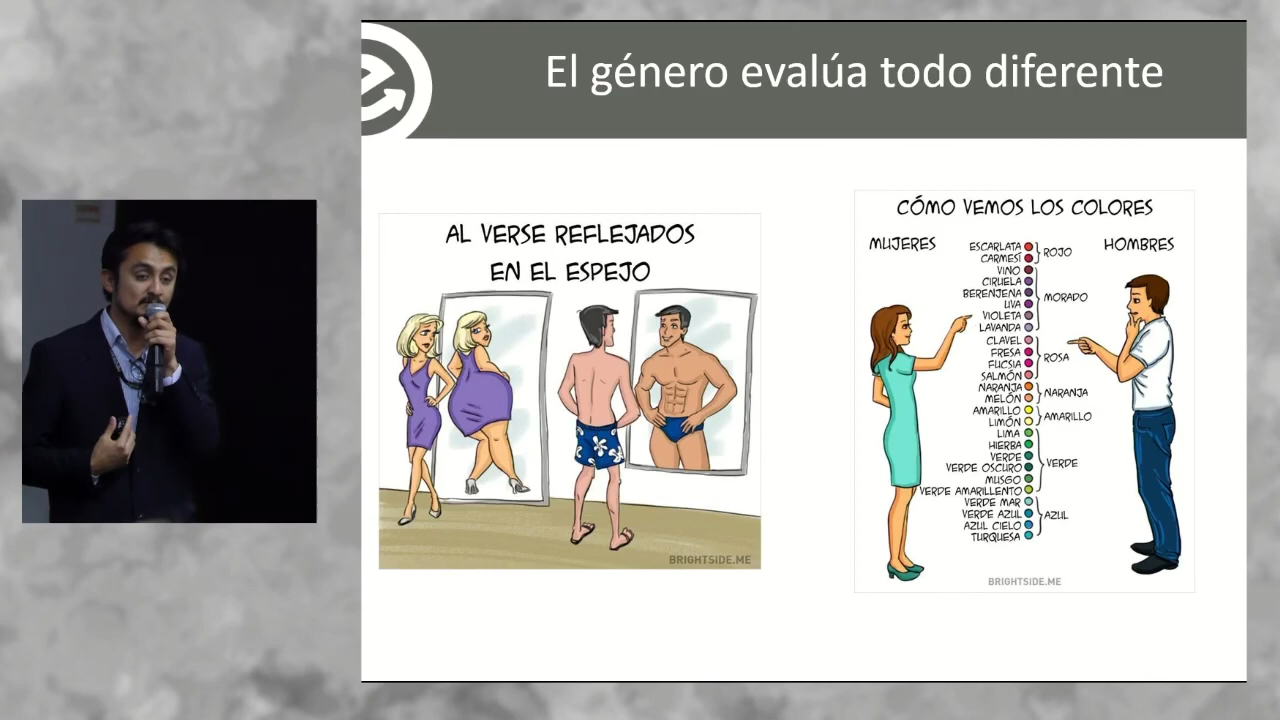 El género evalúa todo diferente
AL VERSE REFLEJADOS
EN EL ESPEJO
BRIGHTSIDE.ME
CÓMO VEMOS LOS COLORES
MUJERES
HOMBRES
ESCARLATA
CARMESÍ
VINO
CIRUELA
BERENJENA
UVA
VIOLETA
LAVANDA
CLAVEL
FRESA
FUCSIA
SALMÓN
NARANJA
MELÓN
AMARILLO
LIMÓN
LIMA
HIERBA
VERDE
VERDE OSCURO
MUSGO
VERDE AMARILLENTO
VERDE MAR
VERDE AZUL
AZUL CIELO
TURQUESA
ROJO
MORADO
ROSA
NARANJA
AMARILLO
VERDE
AZUL
BRIGHTSIDE.ME